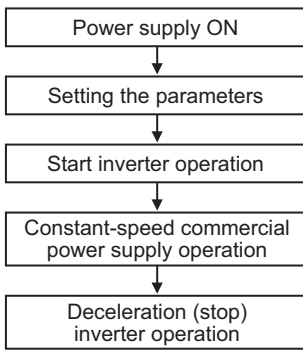 Power supply ON
Setting the parameters
Start inverter operation
Constant-speed commercial
power supply operation
Deceleration (stop)
inverter operation